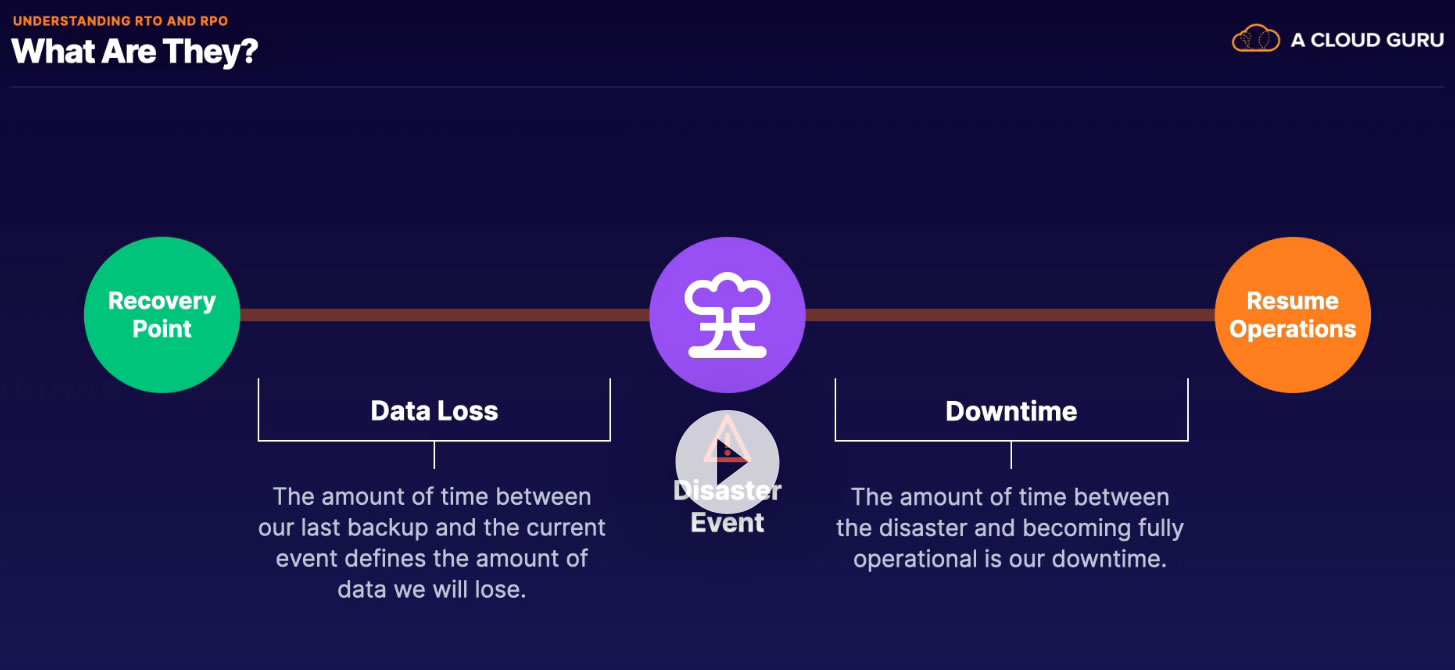 UNDERSTANDING RTO AND RPO
What Are They?
A CLOUD GURU
Recovery
Point
Resume
Operations
Data Loss
Downtime
The amount of time between
our last backup and the current
event defines the amount of
data we will lose.
Disaster
Event
The amount of time between
the disaster and becoming fully
operational is our downtime.